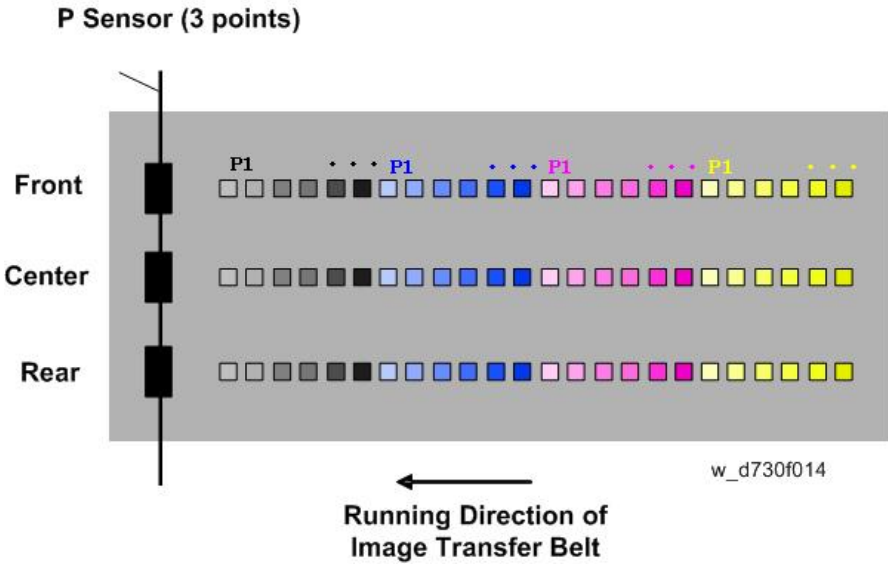 P Sensor (3 points)
P1 • • • P1 • • • P1 • • • P1 • • •
Front
Center
Rear
w_d730f014
Running Direction of
Image Transfer Belt